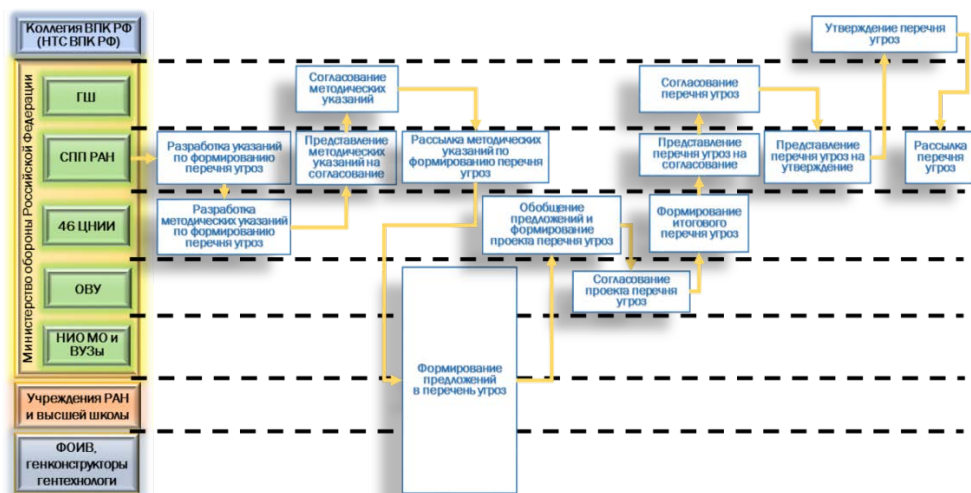 Коллегия ВПК РФ
(НТС ВПК РФ)
Министерство обороны Российской Федерации
ГШ
СПП РАН
46 ЦНИИ
ОВУ
НИО МО и
ВУЗы
Учреждения РАН
и высшей школы
ФОИВ,
генконструкторы
гентехнологи
Разработка указаний
по формированию
перечня угроз
Разработка
методических указаний
по формированию
перечня угроз
Представление
методических
указаний на
согласование
Согласование
методических
указаний
Рассылка методических
указаний по
формированию перечня
угроз
Формирование
предложений
в перечень угроз
Обобщение
предложений и
формирование
проекта перечня угроз
Согласование
проекта перечня
угроз
Формирование
итогового
перечня угроз
Представление
перечня угроз на
согласование
Согласование
перечня угроз
Представление
перечня угроз на
утверждение
Утверждение перечня
угроз
Рассылка
перечня
угроз